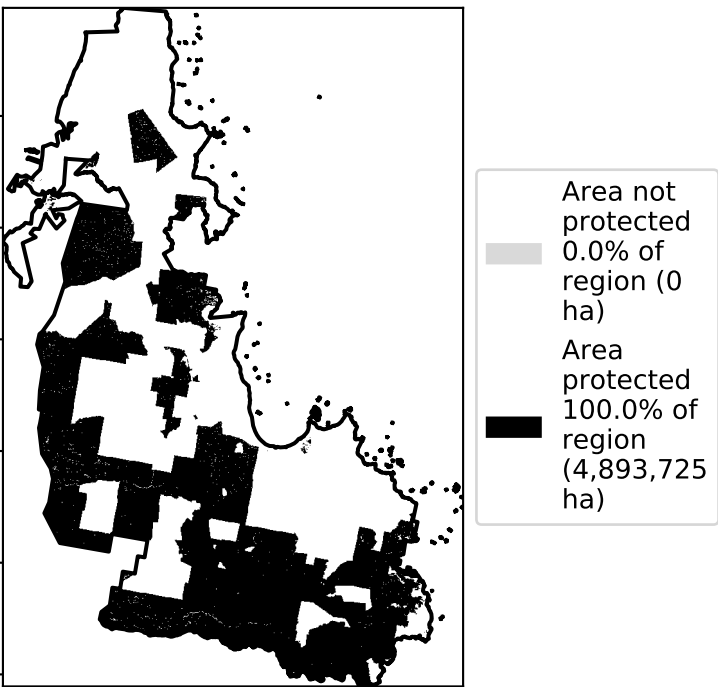 Area not
protected
0.0% of
region (0
ha)
Area
protected
100.0% of
region
(4,893,725
ha)